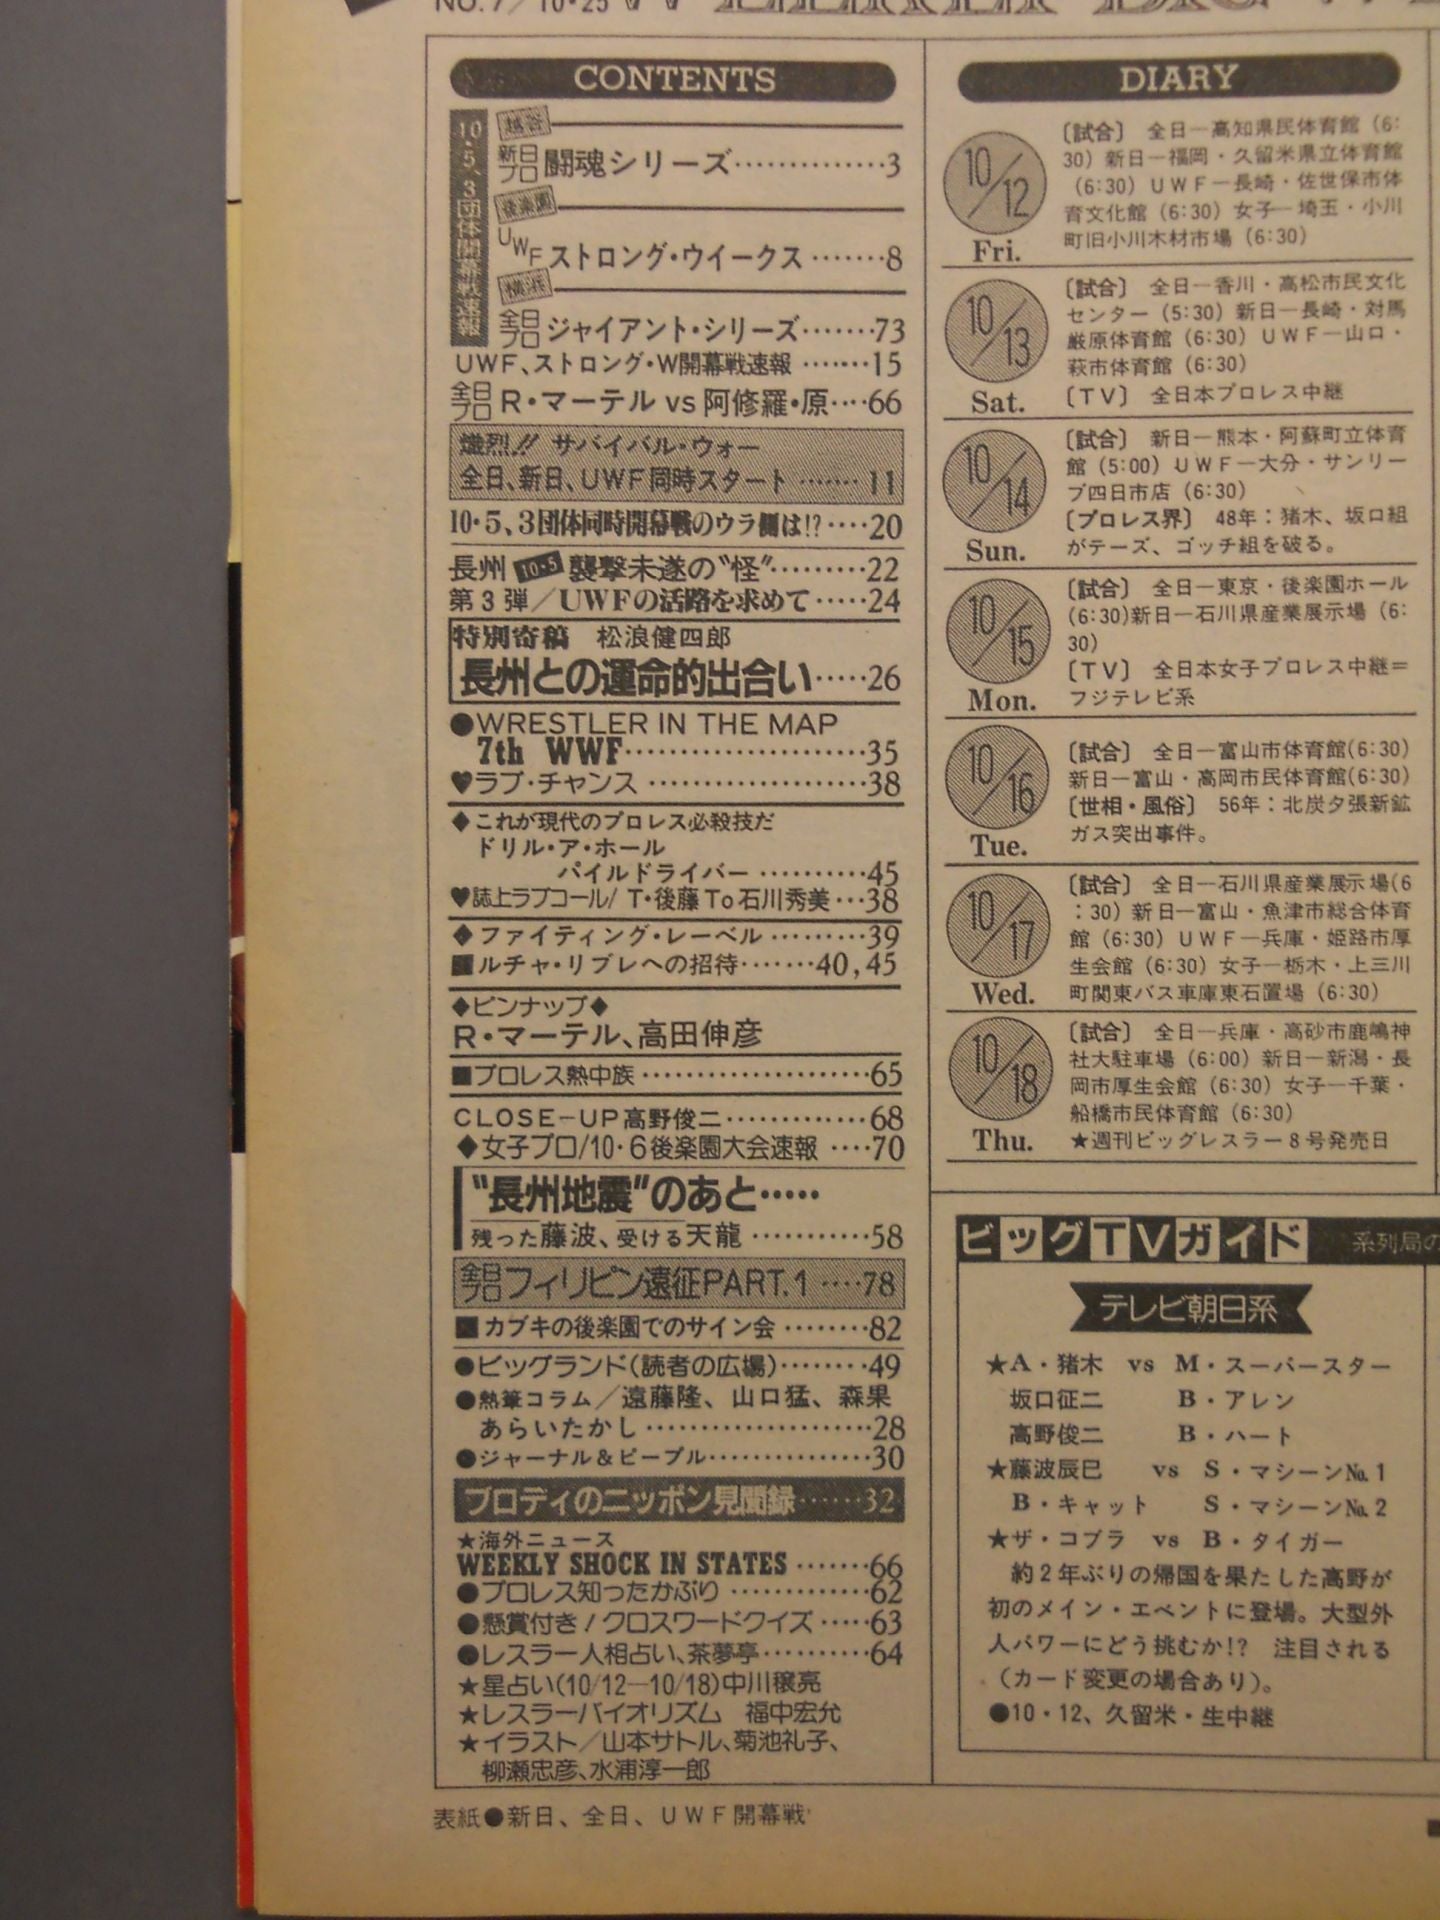 NO.7／10・25
CONTENTS
10・5、3団体開幕戦速報
越谷
新日プロ 闘魂シリーズ……………3
後楽園
UWF ストロング・ウイークス………8
横浜
全日プロ ジャイアント・シリーズ………73
UWF、ストロング・W開幕戦速報………15
全日プロ R・マーテル vs 阿修羅・原……66
熾烈!! サバイバル・ウォー
全日、新日、UWF同時スタート………11
10・5、3団体同時開幕戦のウラ側は!?……20
長州 10・5 襲撃未遂の“怪”………22
第3弾／UWFの活路を求めて……24
特別寄稿 松浪健四郎
長州との運命的出合い……26
●WRESTLER IN THE MAP
7th WWF……………………35
♥ラブ・チャンス……………………38
◆これが現代のプロレス必殺技だ
ドリル・ア・ホール
パイルドライバー…………45
♥誌上ラブコール/T・後藤To石川秀美…38
◆ファイティング・レーベル…………39
■ルチャ・リブレへの招待………40,45
◆ピンナップ◆
R・マーテル、高田伸彦
■プロレス熱中族……………………65
CLOSE－UP高野俊二……………68
◆女子プロ/10・6後楽園大会速報……70
“長州地震”のあと……
残った藤波、受ける天龍…………58
全日プロ フィリピン遠征PART.1……78
■カブキの後楽園でのサイン会………82
●ビッグランド(読者の広場)………49
●熱筆コラム／遠藤隆、山口猛、森果
あらいたかし……………………28
●ジャーナル＆ピープル………………30
ブロディのニッポン見聞録……32
★海外ニュース
WEEKLY SHOCK IN STATES………66
●プロレス知ったかぶり……………62
●懸賞付き！クロスワードクイズ……63
●レスラー人相占い、茶夢亭…………64
★星占い(10/12―10/18)中川穣亮
★レスラーバイオリズム 福中宏允
★イラスト／山本サトル、菊池礼子、
柳瀬忠彦、水浦淳一郎
表紙●新日、全日、UWF開幕戦
DIARY
10/12 Fri.
〔試合〕 全日―高知県民体育館（6:
30）新日―福岡・久留米県立体育館
（6:30）UWF―長崎・佐世保市体
育文化館（6:30）女子―埼玉・小川
町旧小川木材市場（6:30）
10/13 Sat.
〔試合〕 全日―香川・高松市民文化
センター（5:30）新日―長崎・対馬
厳原体育館（6:30）UWF―山口・
萩市体育館（6:30）
〔TV〕 全日本プロレス中継
10/14 Sun.
〔試合〕 新日―熊本・阿蘇町立体育
館（5:00）UWF―大分・サンリー
ブ四日市店（6:30）
〔プロレス界〕 48年：猪木、坂口組
がテーズ、ゴッチ組を破る。
10/15 Mon.
〔試合〕 全日―東京・後楽園ホール
(6:30)新日―石川県産業展示場（6:
30）
〔TV〕 全日本女子プロレス中継＝
フジテレビ系
10/16 Tue.
〔試合〕 全日―富山市体育館(6:30)
新日―富山・高岡市民体育館(6:30)
〔世相・風俗〕 56年：北炭夕張新鉱
ガス突出事件。
10/17 Wed.
〔試合〕 全日―石川県産業展示場(6
：30）新日―富山・魚津市総合体育
館（6:30）UWF―兵庫・姫路市厚
生会館（6:30）女子―栃木・上三川
町関東バス車庫東石置場（6:30）
10/18 Thu.
〔試合〕 全日―兵庫・高砂市鹿嶋神
社大駐車場（6:00）新日―新潟・長
岡市厚生会館（6:30）女子―千葉・
船橋市民体育館（6:30）
★週刊ビッグレスラー8号発売日
ビッグTVガイド 系列局の
テレビ朝日系
★A・猪木 vs M・スーパースター
坂口征二 B・アレン
高野俊二 B・ハート
★藤波辰巳 vs S・マシーンNo.1
B・キャット S・マシーンNo.2
★ザ・コブラ vs B・タイガー
約2年ぶりの帰国を果たした高野が
初のメイン・エベントに登場。大型外
人パワーにどう挑むか!? 注目される
（カード変更の場合あり）。
●10・12、久留米・生中継